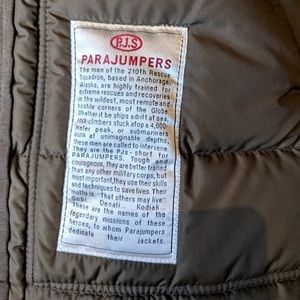 P.J.S
PARAJUMPERS
The men of the 210th Rescue
Squadron, based in Anchorage
Alaska, are highly trained for
extreme rescues and recoveries
in the wildest, most remote and
hostile corners of the Globe.
Whether it be ships adrift at sea,
rock-climbers stuck atop a 4,000-
meter peak, or submariners
sunk at unimaginable depths,
these men are called to intervene.
They are the PJs - short for
PARAJUMPERS. Tough and
courageous, they are better trained
than any other military corps, but
most important, they use their skills
and techniques to save lives. Their
motto is "That others may live".
Gobi... Denali... Kodiak...
These are the names of the
legendary missions of these
heroes, to whom Parajumpers
dedicate their jackets.